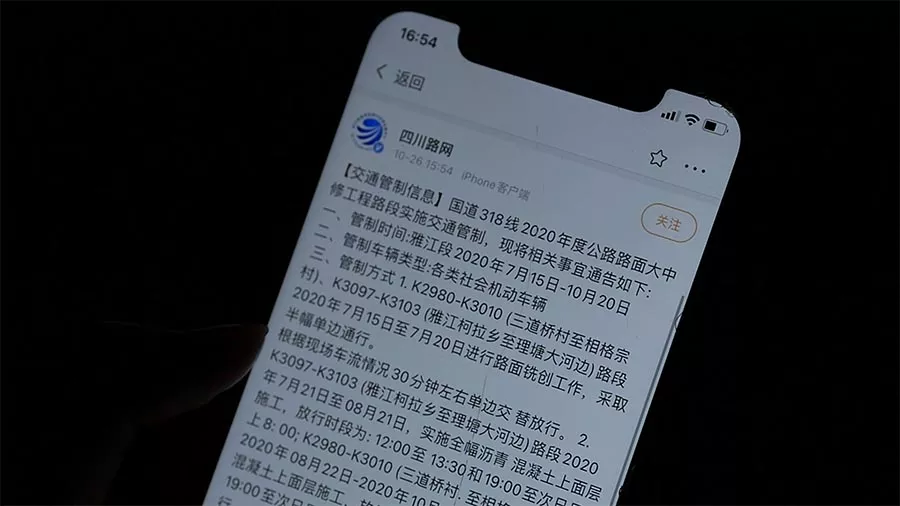 16:54
返回
四川路网
10-26 15:54 iPhone客户端
关注
【交通管制信息】国道318线2020年度公路路面大中
修工程路段实施交通管制，现将相关事宜通告如下：
一、管制时间:雅江段2020年7月15日-10月20日
二、管制车辆类型:各类社会机动车辆
三、管制方式 1. K2980-K3010 (三道桥村至相格宗
村)、K3097-K3103 (雅江柯拉乡至理塘大河边) 路段
2020年7月15日至7月20日进行路面铣创工作，采取
半幅单边通行。
根据现场车流情况30分钟左右单边交 替放行。 2.
K3097-K3103 (雅江柯拉乡至理塘大河边) 路段2020
年7月21日至08月21日，实施全幅沥青 混凝土上面层
施工，放行时段为: 12:00至 13:30和19:00至次日早
上8: 00; K2980-K3010 (三道桥村. 至相格
2020年08月22日-2020年10月
混凝土上面层施工，放
19:00至次日早
行